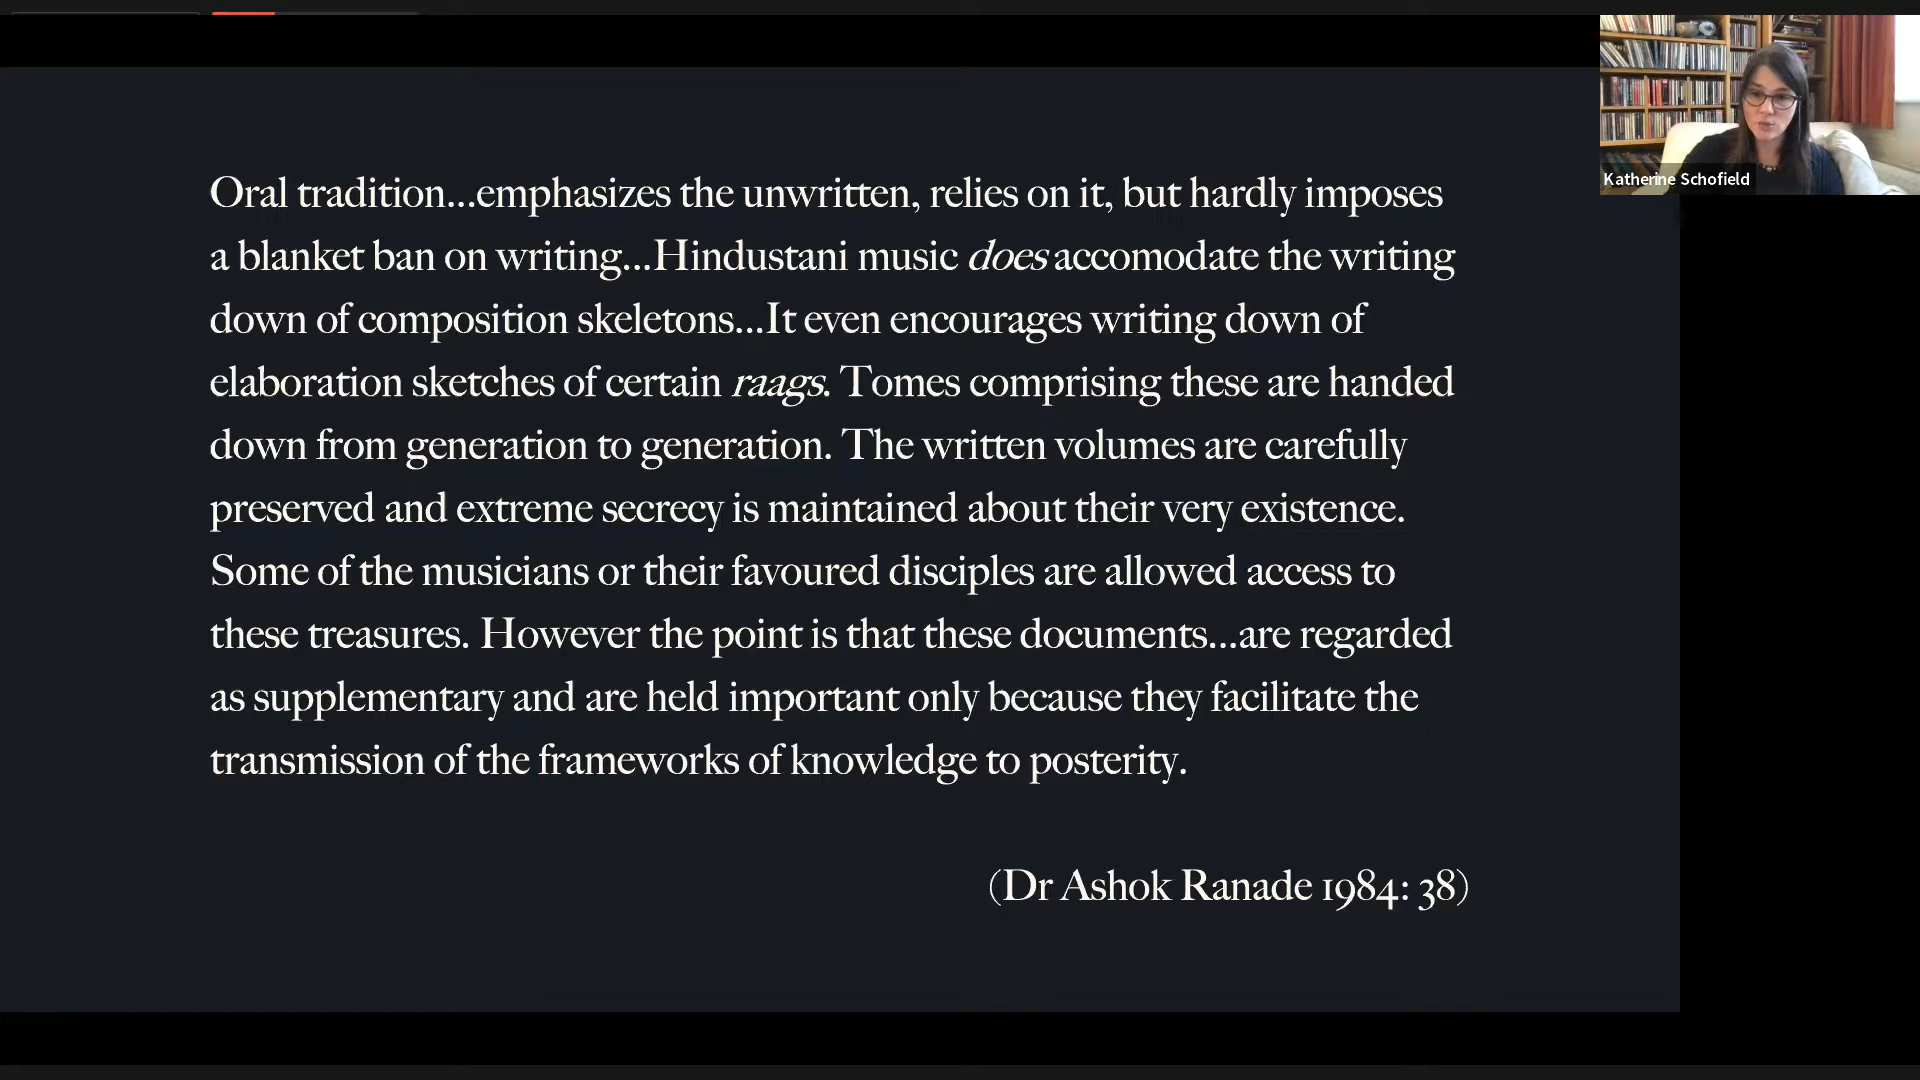 Oral tradition...emphasizes the unwritten, relies on it, but hardly imposes
a blanket ban on writing...Hindustani music does accomodate the writing
down of composition skeletons...It even encourages writing down of
elaboration sketches of certain raags. Tomes comprising these are handed
down from generation to generation. The written volumes are carefully
preserved and extreme secrecy is maintained about their very existence.
Some of the musicians or their favoured disciples are allowed access to
these treasures. However the point is that these documents...are regarded
as supplementary and are held important only because they facilitate the
transmission of the frameworks of knowledge to posterity.
(Dr Ashok Ranade 1984: 38)
Katherine Schofield